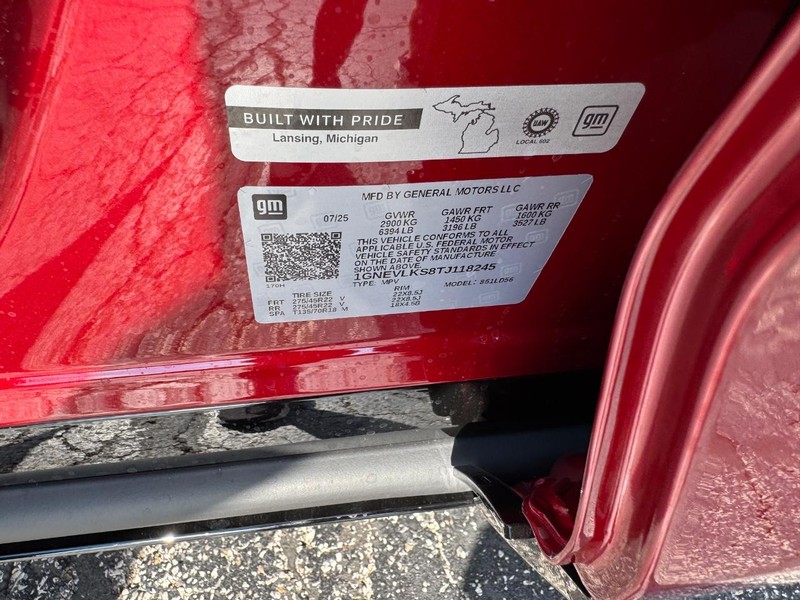 BUILT WITH PRIDE
Lansing, Michigan
UAW
LOCAL 602
gm
gm
MFD BY GENERAL MOTORS LLC
07/25 GVWR GAWR FRT GAWR RR
2900 KG 1450 KG 1600 KG
6394 LB 3196 LB 3527 LB
THIS VEHICLE CONFORMS TO ALL
APPLICABLE U.S. FEDERAL MOTOR
VEHICLE SAFETY STANDARDS IN EFFECT
ON THE DATE OF MANUFACTURE
SHOWN ABOVE
1GNEVLKS8TJ118245
170H TYPE: MPV MODEL: 851LD56
TIRE SIZE RIM
FRT 275/45R22 V 22X8.5J
RR 275/45R22 V 22X8.5J
SPA T135/70R18 M 18X4.5B